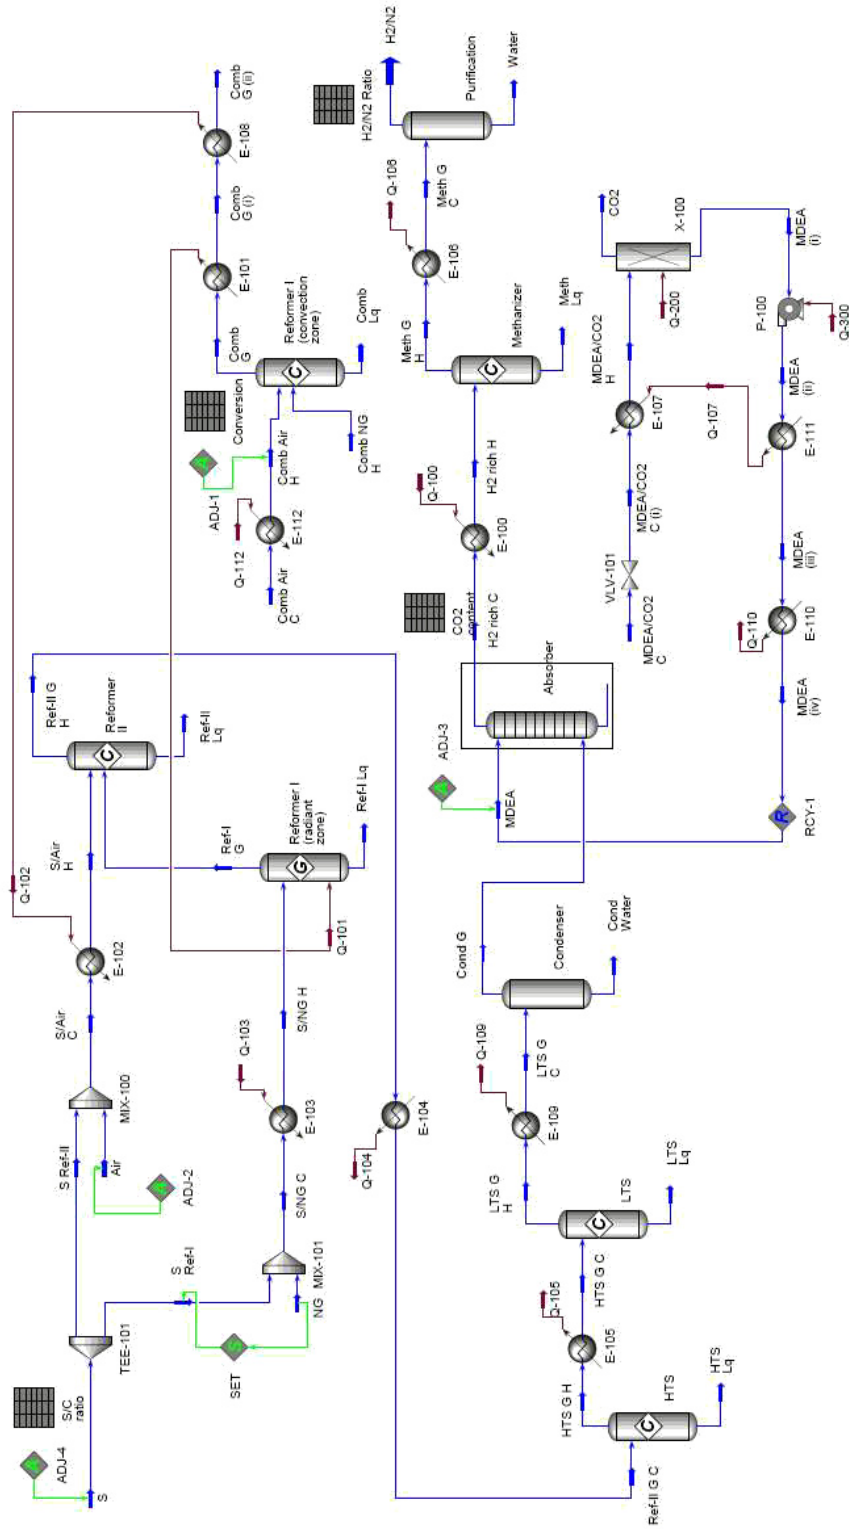 ADJ-4
S
S/C
ratio
TEE-101
S Ref-II
Air
ADJ-2
MIX-100
S/Air
C
E-102
Q-102
S/Air
H
Reformer
II
C
Ref-II G
H
Ref-II
Lq
SET
S
S
Ref-I
NG
MIX-101
S/NG C
E-103
Q-103
S/NG H
Q-101
Reformer I
(radiant
zone)
G
Ref-I
G
Ref-I Lq
Comb Air
C
Q-112
E-112
Comb Air
H
ADJ-1
A
Conversion
Comb NG
H
Reformer I
(convection
zone)
C
Comb
Lq
Comb
G
E-101
Comb
G (i)
E-108
Comb
G (ii)
Q-104
E-104
Ref-II G C
HTS
C
HTS
Lq
HTS G H
E-105
Q-105
HTS G C
LTS
C
LTS
Lq
LTS G
H
E-109
Q-109
LTS G
C
Condenser
Cond
Water
Cond G
MDEA
ADJ-3
A
Absorber
CO2
content
H2 rich C
E-100
Q-100
H2 rich H
Methanizer
C
Meth
Lq
Meth G
H
E-106
Q-106
Meth G
C
Purification
Water
H2/N2 Ratio
H2/N2
MDEA/CO2
C
VLV-101
MDEA/CO2
C (i)
E-107
Q-107
MDEA/CO2
H
Q-200
X-100
CO2
MDEA
(i)
P-100
Q-300
MDEA
(ii)
E-111
MDEA
(iii)
E-110
Q-110
MDEA
(iv)
R
RCY-1
A
A